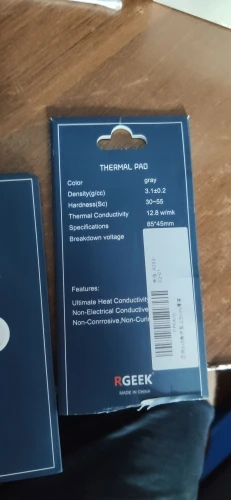 THERMAL PAD
Color gray
Density(g/cc) 3.1±0.2
Hardness(Sc) 30~55
Thermal Conductivity 12.8 w/mk
Specifications 85*45mm
Breakdown voltage
Features:
Ultimate Heat Conductivity
Non-Electrical Conductive
Non-Conrrosive,Non-Curi
RGEEK
MADE IN CHINA